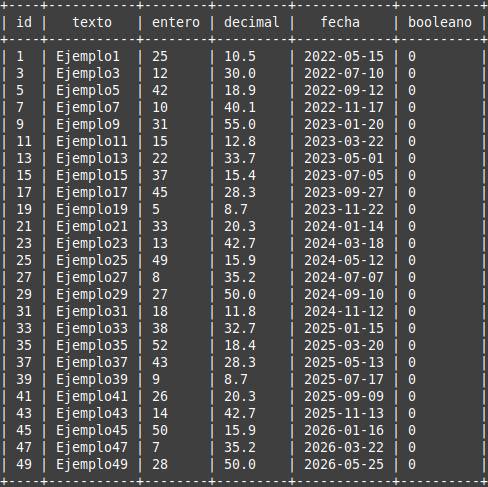 +----+-----------+--------+---------+------------+----------+
| id |   texto   | entero | decimal |   fecha    | booleano |
+----+-----------+--------+---------+------------+----------+
| 1  | Ejemplo1  | 25     | 10.5    | 2022-05-15 | 0        |
| 3  | Ejemplo3  | 12     | 30.0    | 2022-07-10 | 0        |
| 5  | Ejemplo5  | 42     | 18.9    | 2022-09-12 | 0        |
| 7  | Ejemplo7  | 10     | 40.1    | 2022-11-17 | 0        |
| 9  | Ejemplo9  | 31     | 55.0    | 2023-01-20 | 0        |
| 11 | Ejemplo11 | 15     | 12.8    | 2023-03-22 | 0        |
| 13 | Ejemplo13 | 22     | 33.7    | 2023-05-01 | 0        |
| 15 | Ejemplo15 | 37     | 15.4    | 2023-07-05 | 0        |
| 17 | Ejemplo17 | 45     | 28.3    | 2023-09-27 | 0        |
| 19 | Ejemplo19 | 5      | 8.7     | 2023-11-22 | 0        |
| 21 | Ejemplo21 | 33     | 20.3    | 2024-01-14 | 0        |
| 23 | Ejemplo23 | 13     | 42.7    | 2024-03-18 | 0        |
| 25 | Ejemplo25 | 49     | 15.9    | 2024-05-12 | 0        |
| 27 | Ejemplo27 | 8      | 35.2    | 2024-07-07 | 0        |
| 29 | Ejemplo29 | 27     | 50.0    | 2024-09-10 | 0        |
| 31 | Ejemplo31 | 18     | 11.8    | 2024-11-12 | 0        |
| 33 | Ejemplo33 | 38     | 32.7    | 2025-01-15 | 0        |
| 35 | Ejemplo35 | 52     | 18.4    | 2025-03-20 | 0        |
| 37 | Ejemplo37 | 43     | 28.3    | 2025-05-13 | 0        |
| 39 | Ejemplo39 | 9      | 8.7     | 2025-07-17 | 0        |
| 41 | Ejemplo41 | 26     | 20.3    | 2025-09-09 | 0        |
| 43 | Ejemplo43 | 14     | 42.7    | 2025-11-13 | 0        |
| 45 | Ejemplo45 | 50     | 15.9    | 2026-01-16 | 0        |
| 47 | Ejemplo47 | 7      | 35.2    | 2026-03-22 | 0        |
| 49 | Ejemplo49 | 28     | 50.0    | 2026-05-25 | 0        |
+----+-----------+--------+---------+------------+----------+